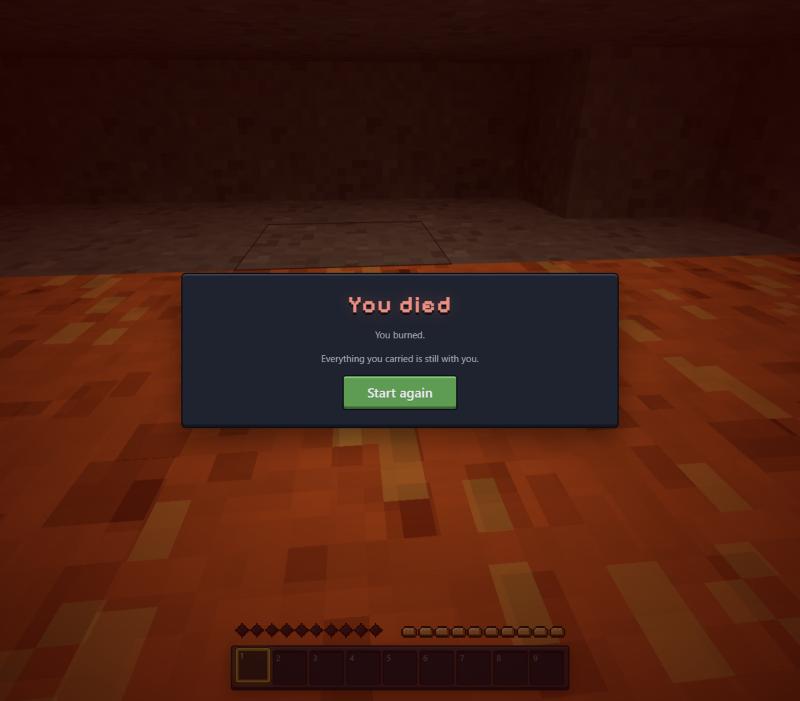 You died
You burned.
Everything you carried is still with you.
Start again
1 2 3 4 5 6 7 8 9